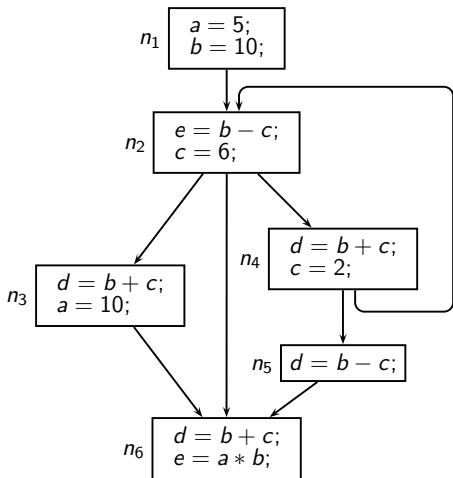 n1
a = 5;
b = 10;
n2
e = b − c;
c = 6;
n3
d = b + c;
a = 10;
n4
d = b + c;
c = 2;
n5
d = b − c;
n6
d = b + c;
e = a ∗ b;